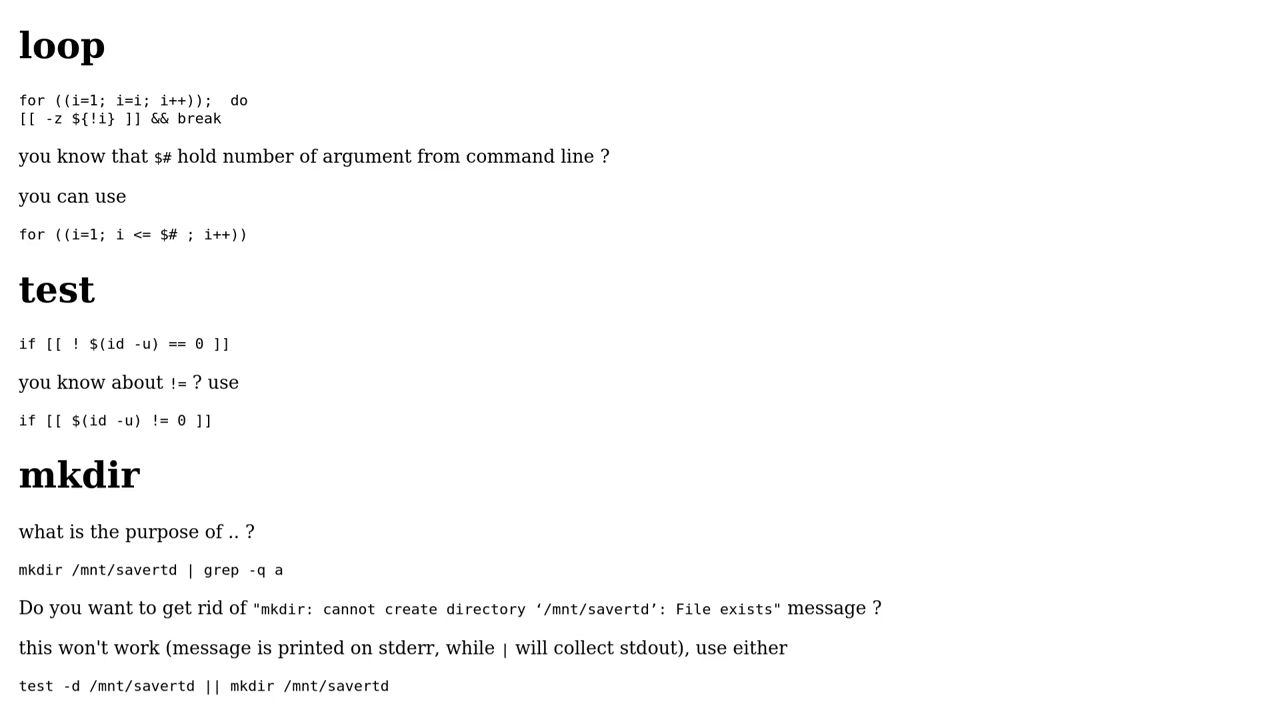 loop
for ((i=1; i=i; i++));  do
[[ -z ${!i} ]] && break
you know that $# hold number of argument from command line ?
you can use
for ((i=1; i <= $# ; i++))
test
if [[ ! $(id -u) == 0 ]]
you know about != ? use
if [[ $(id -u) != 0 ]]
mkdir
what is the purpose of .. ?
mkdir /mnt/savertd | grep -q a
Do you want to get rid of "mkdir: cannot create directory ‘/mnt/savertd’: File exists" message ?
this won't work (message is printed on stderr, while | will collect stdout), use either
test -d /mnt/savertd || mkdir /mnt/savertd